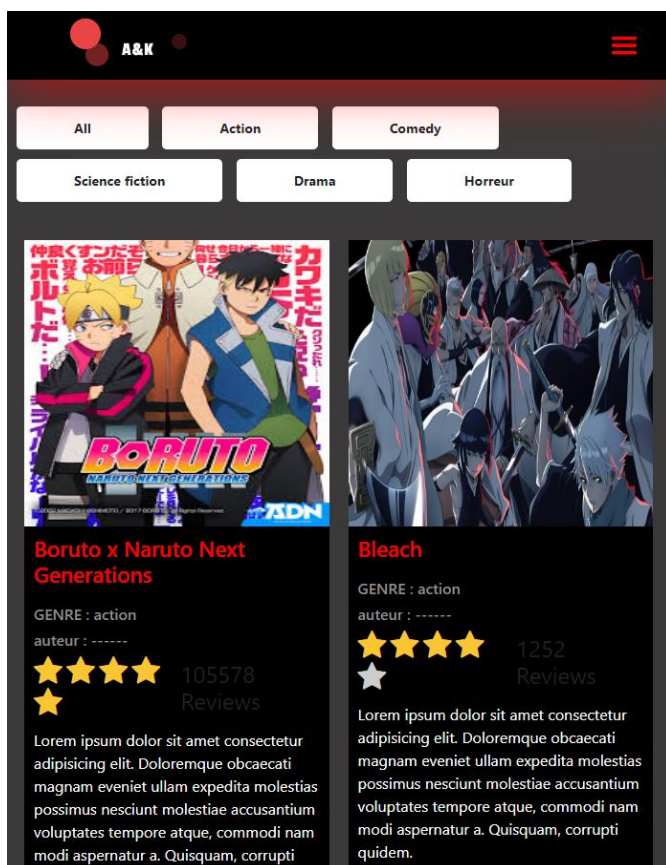 A&K
All
Action
Comedy
Science fiction
Drama
Horreur
BORUTO
NARUTO NEXT GENERATIONS
ADN
Boruto x Naruto Next
Generations
GENRE : action
auteur : ------
105578
Reviews
Lorem ipsum dolor sit amet consectetur
adipisicing elit. Doloremque obcaecati
magnam eveniet ullam expedita molestias
possimus nesciunt molestiae accusantium
voluptates tempore atque, commodi nam
modi aspernatur a. Quisquam, corrupti
Bleach
GENRE : action
auteur : ------
1252
Reviews
Lorem ipsum dolor sit amet consectetur
adipisicing elit. Doloremque obcaecati
magnam eveniet ullam expedita molestias
possimus nesciunt molestiae accusantium
voluptates tempore atque, commodi nam
modi aspernatur a. Quisquam, corrupti
quidem.